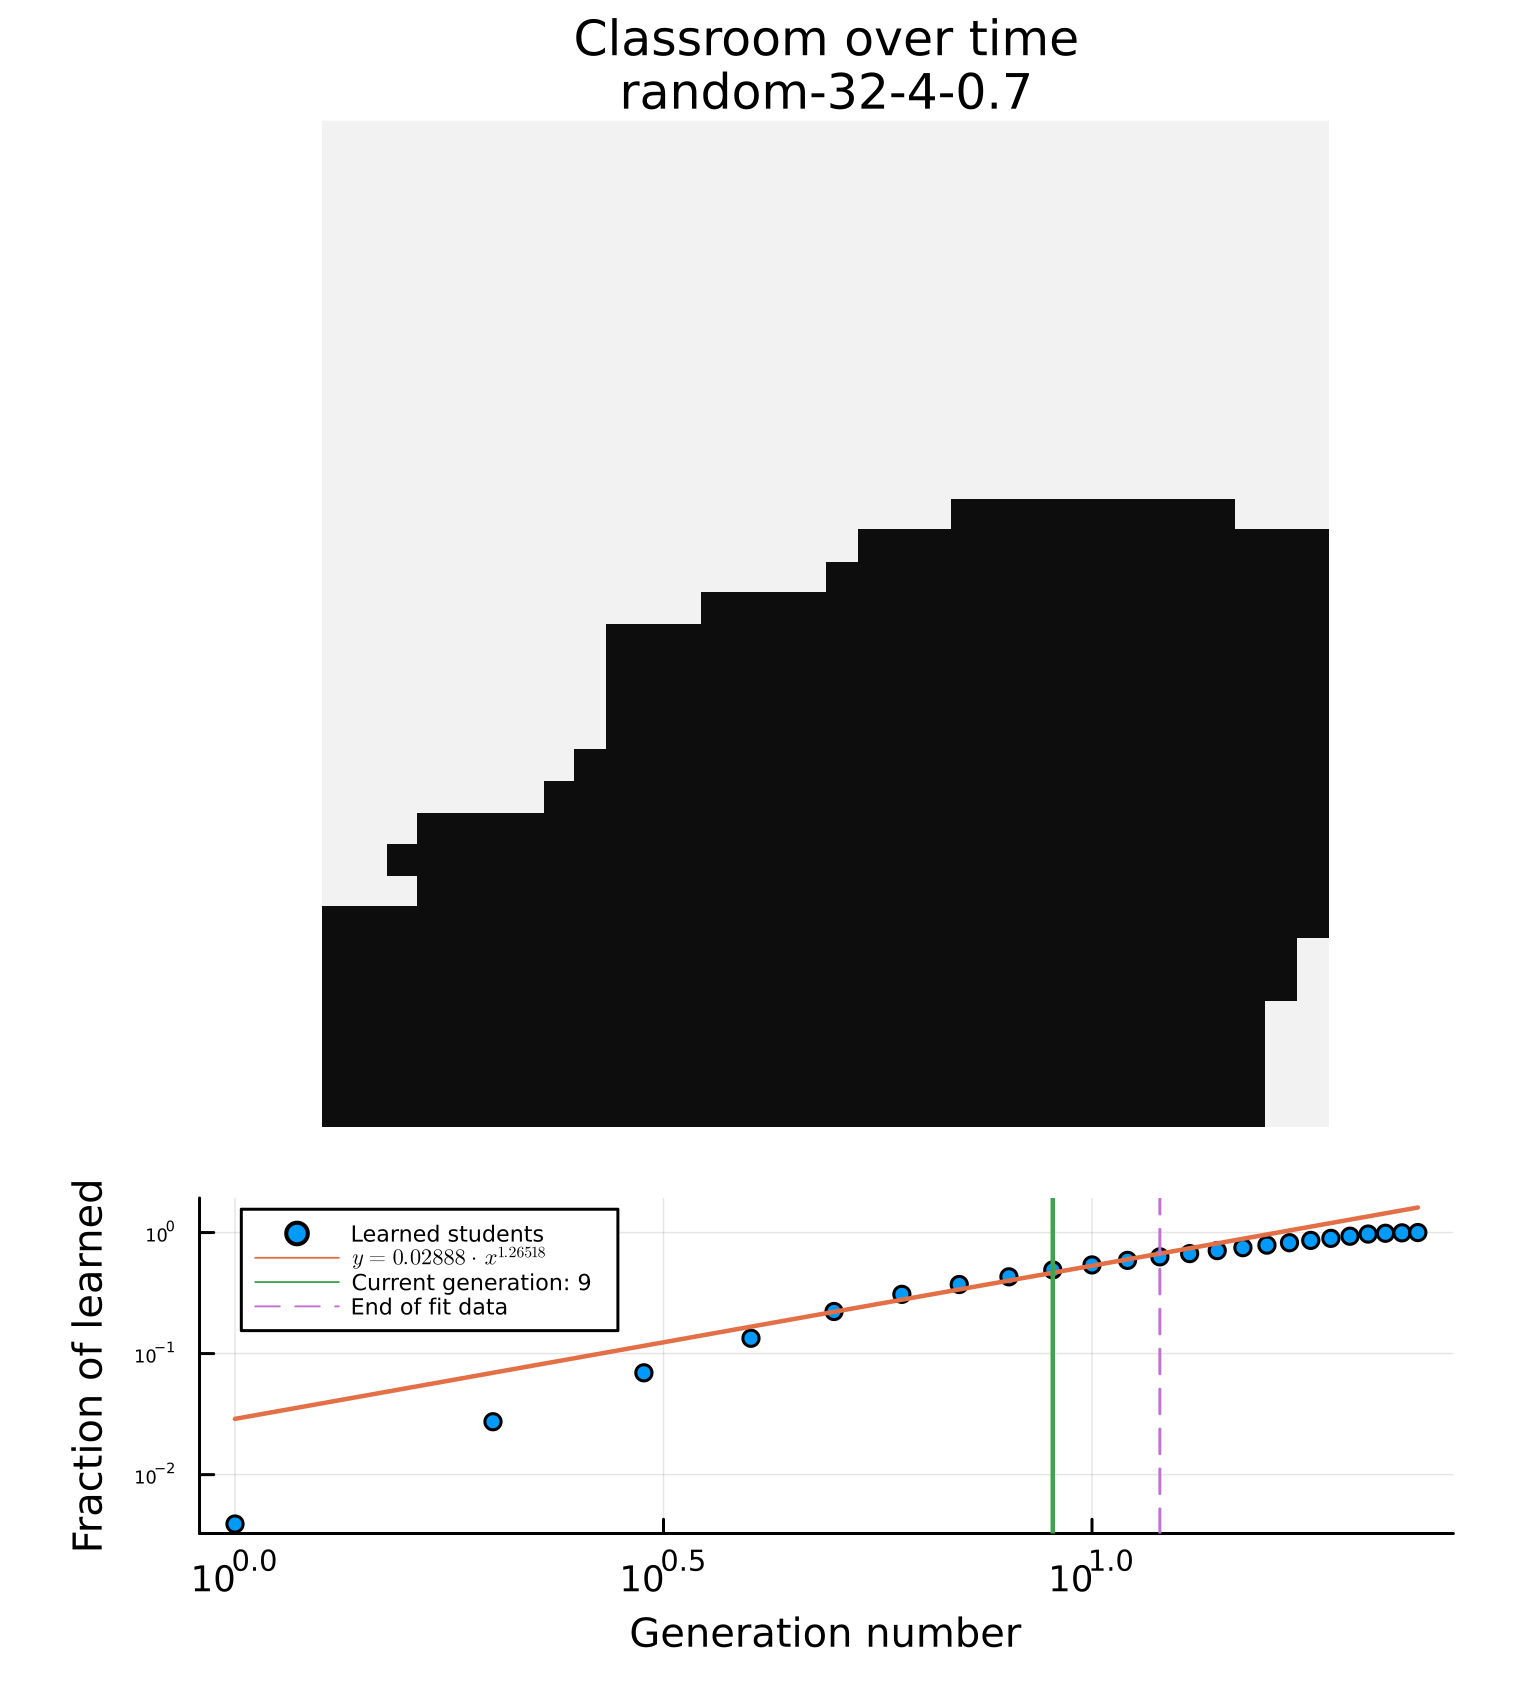 Classroom over time
random-32-4-0.7
Fraction of learned
10⁰
10⁻¹
10⁻²
Learned students
y = 0.02888 · x^1.26518
Current generation: 9
End of fit data
10^0.0
10^0.5
10^1.0
Generation number